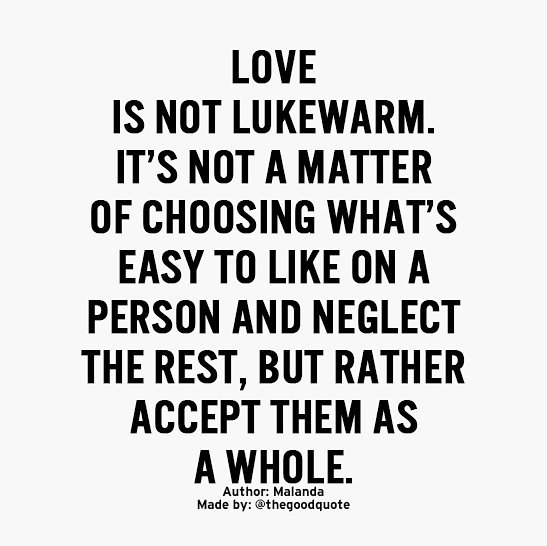 LOVE
IS NOT LUKEWARM.
IT’S NOT A MATTER
OF CHOOSING WHAT’S
EASY TO LIKE ON A
PERSON AND NEGLECT
THE REST, BUT RATHER
ACCEPT THEM AS
A WHOLE.
Author: Malanda
Made by: @thegoodquote